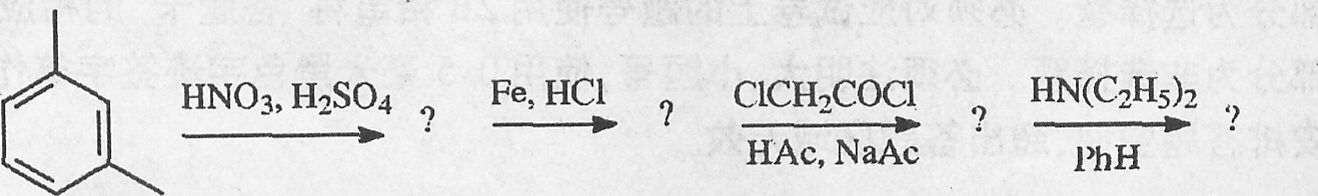 HNO3, H2SO4 ? Fe, HCl ? ClCH2COCl ? HN(C2H5)2 ?
HAc, NaAc PhH